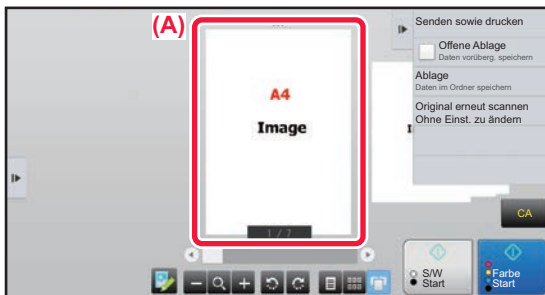 (A)
A4
Image
1 / 7
Senden sowie drucken
Offene Ablage
Daten vorüberg. speichern
Ablage
Daten im Ordner speichern
Original erneut scannen
Ohne Einst. zu ändern
CA
S/W
Start
Farbe
Start